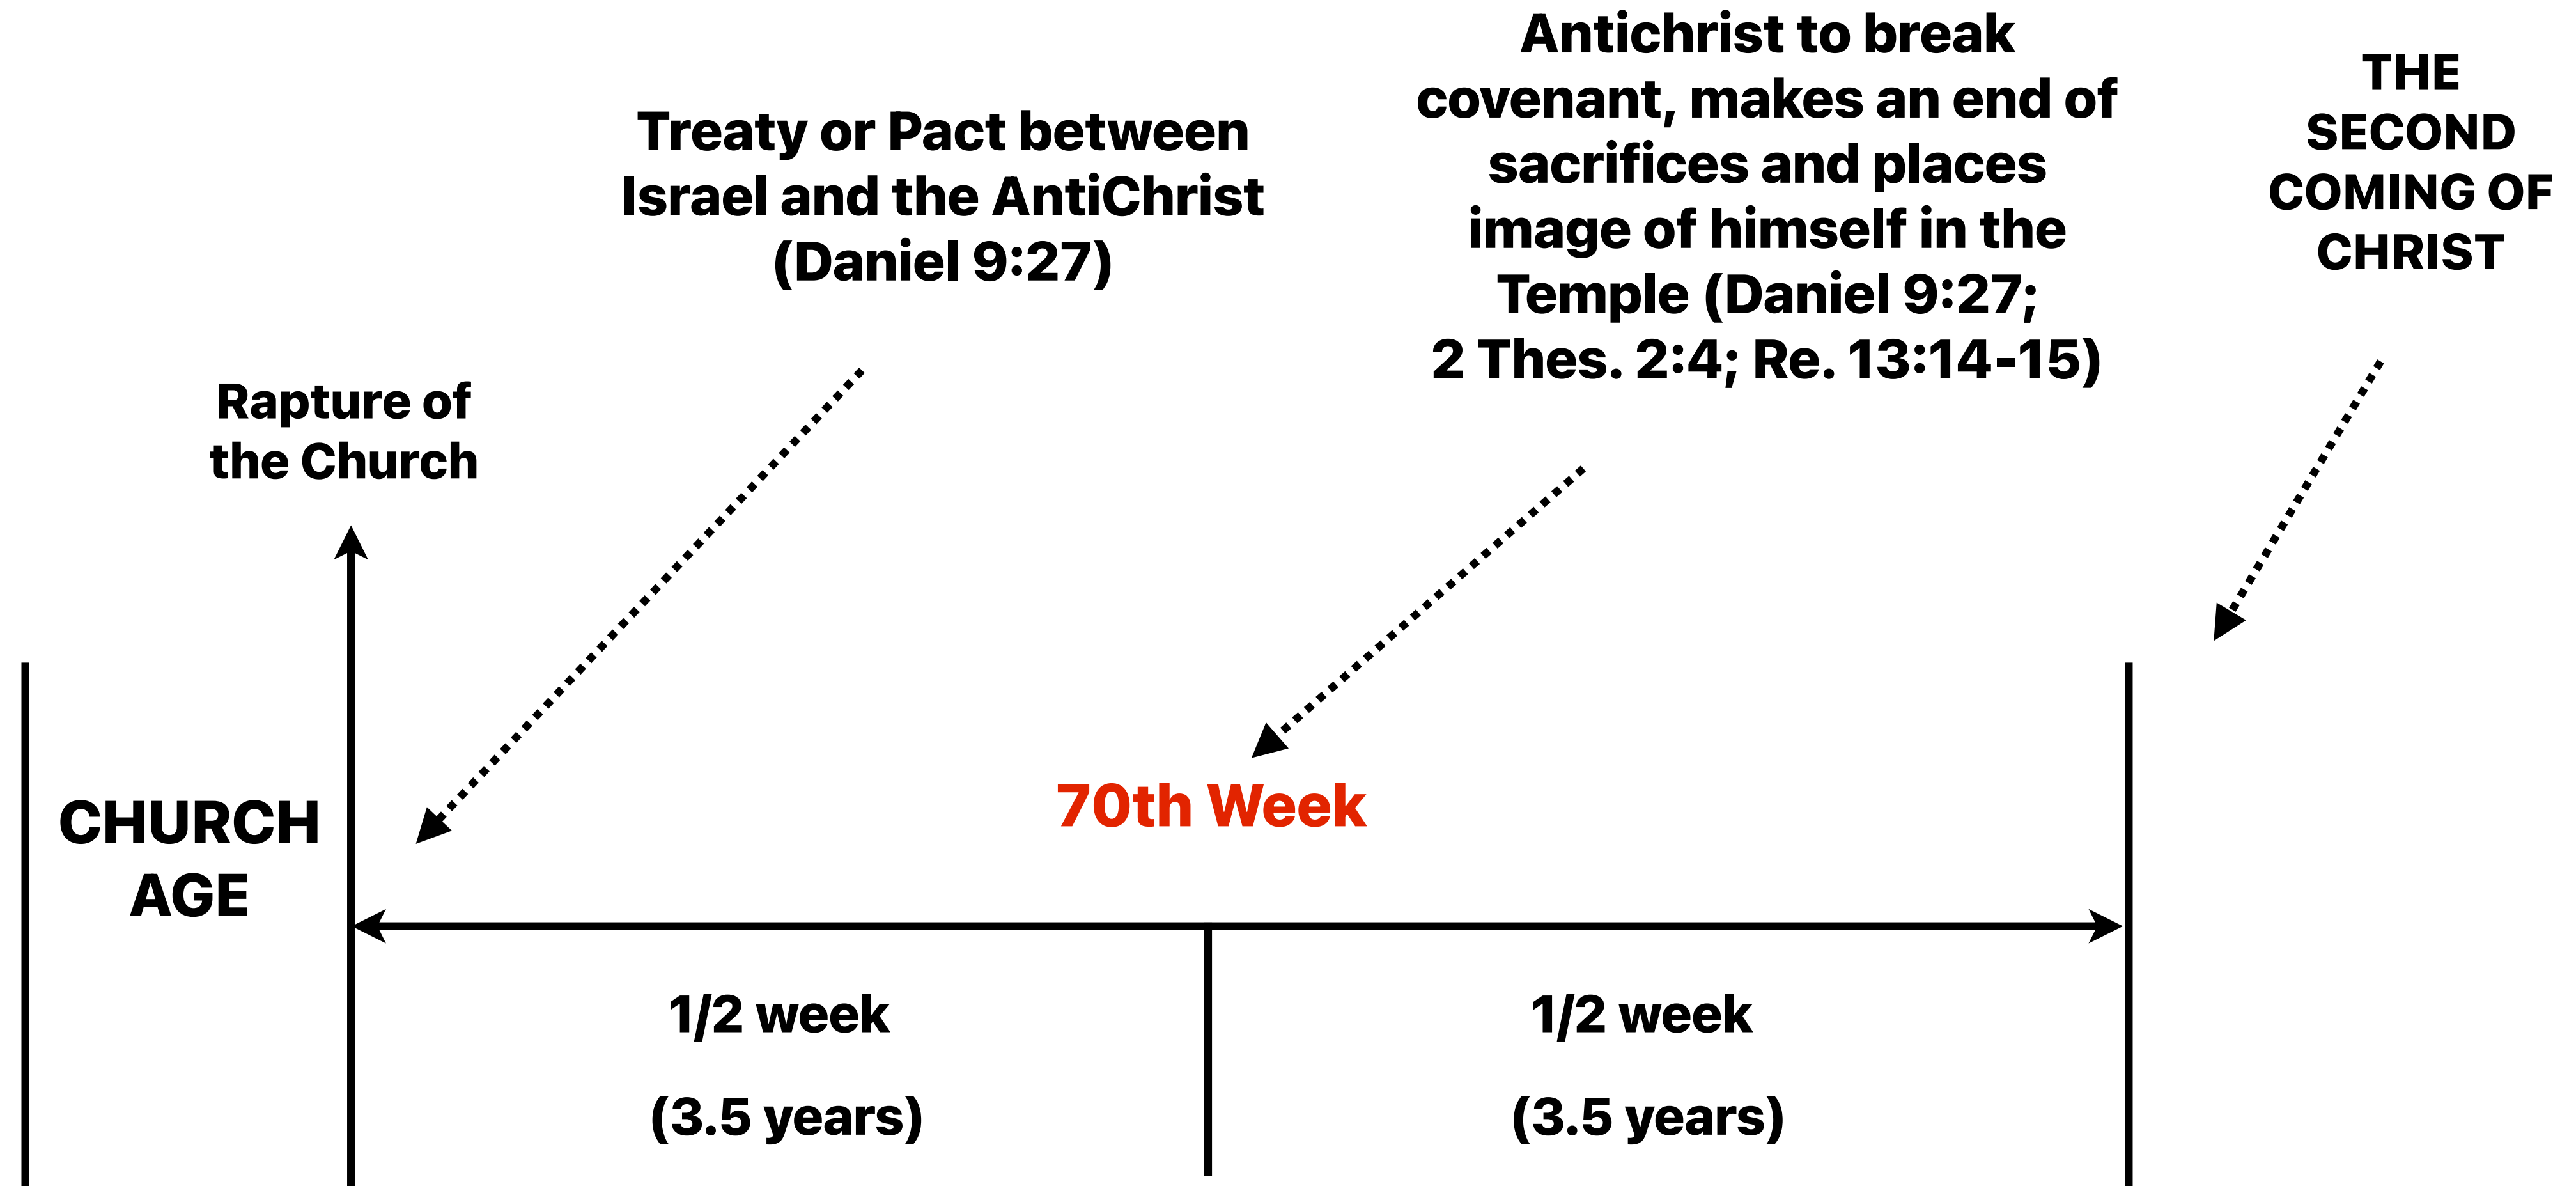 Antichrist to break
covenant, makes an end of
sacrifices and places
image of himself in the
Temple (Daniel 9:27;
2 Thes. 2:4; Re. 13:14-15)
THE
SECOND
COMING OF
CHRIST
Treaty or Pact between
Israel and the AntiChrist
(Daniel 9:27)
Rapture of
the Church
CHURCH
AGE
70th Week
1/2 week
(3.5 years)
1/2 week
(3.5 years)